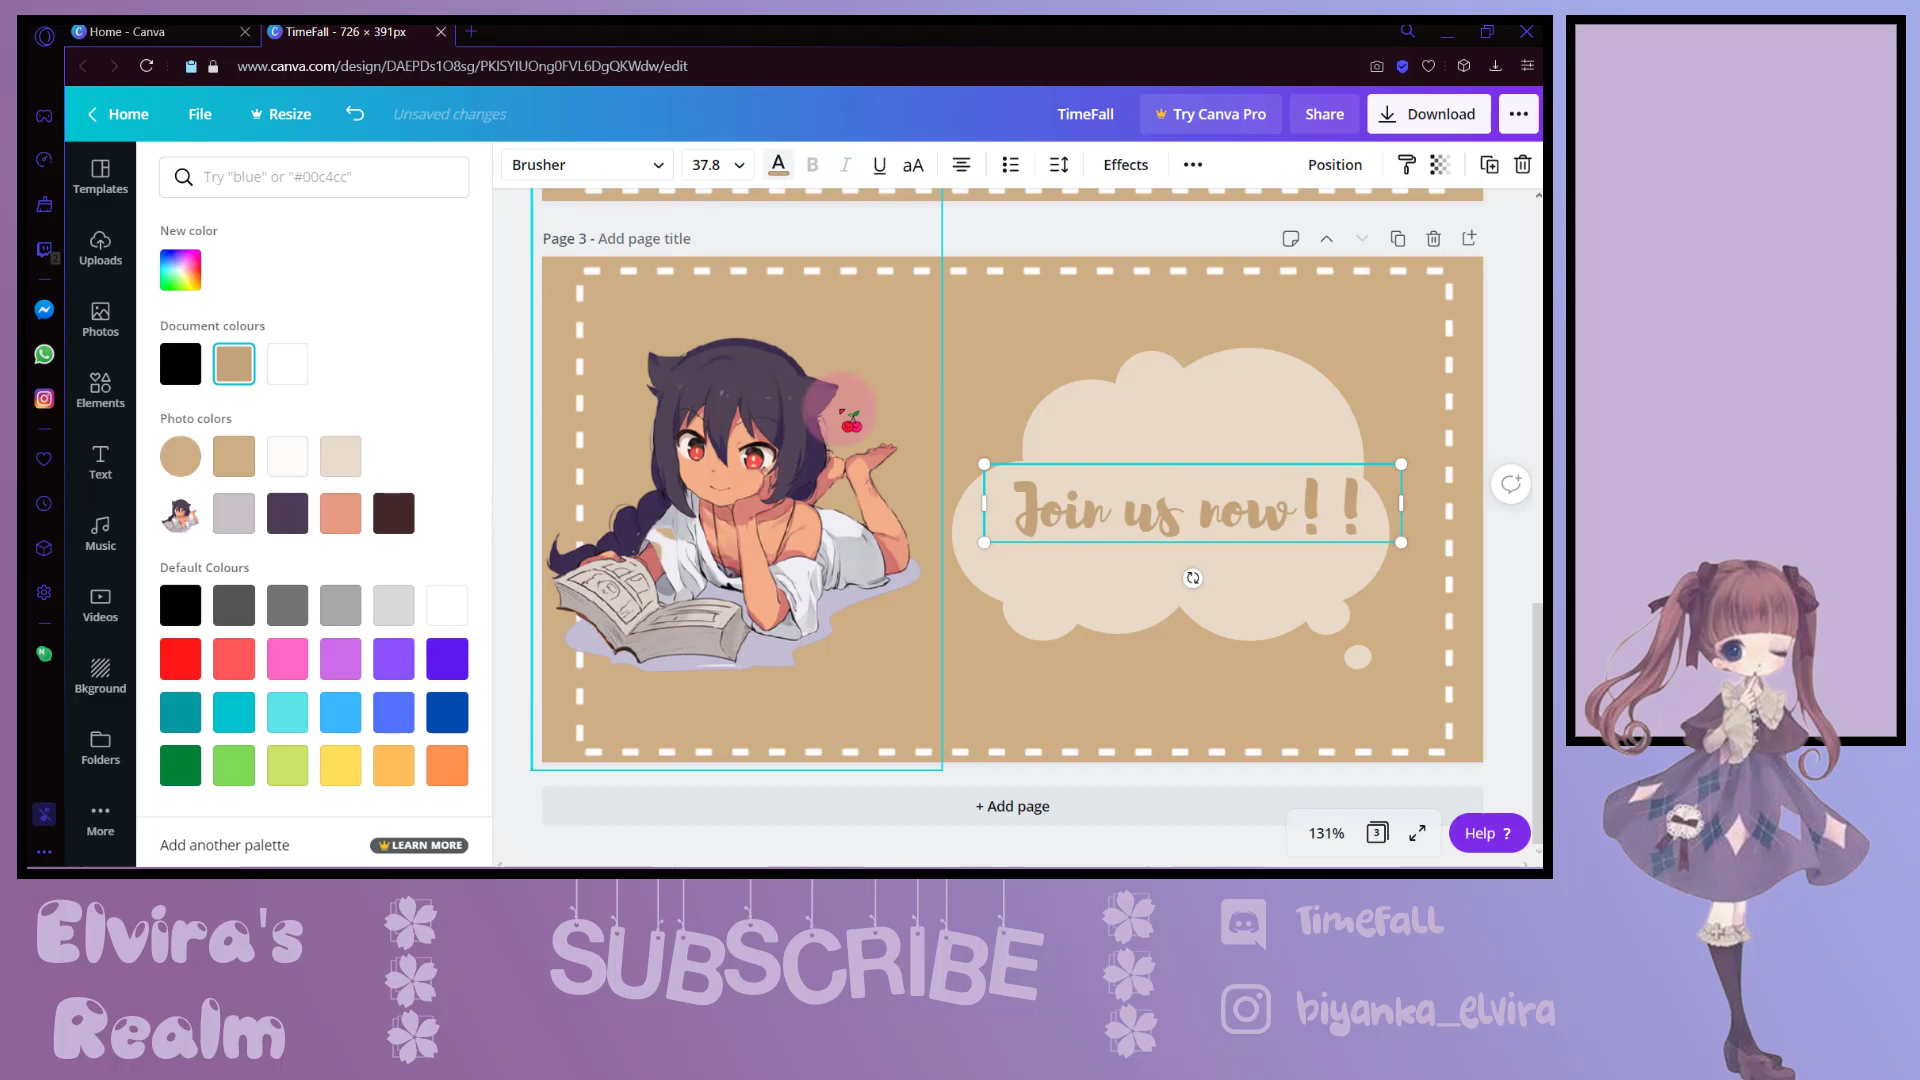 Home - Canva
TimeFall - 726 × 391px
www.canva.com/design/DAEPDs1O8sg/PKlSYIUOng0FVL6DgQKWdw/edit
Home
File
Resize
Unsaved changes
TimeFall
Try Canva Pro
Share
Download
Templates
Uploads
Photos
Elements
Text
Music
Videos
Bkground
Folders
More
Try "blue" or "#00c4cc"
New color
Document colours
Photo colors
Default Colours
Add another palette
LEARN MORE
Brusher
37.8
A
B
I
U
aA
Effects
Position
Page 3 - Add page title
Join us now!!
+ Add page
131%
3
Help ?
Elvira's
Realm
SUBSCRIBE
TimeFall
biyanka_elvira